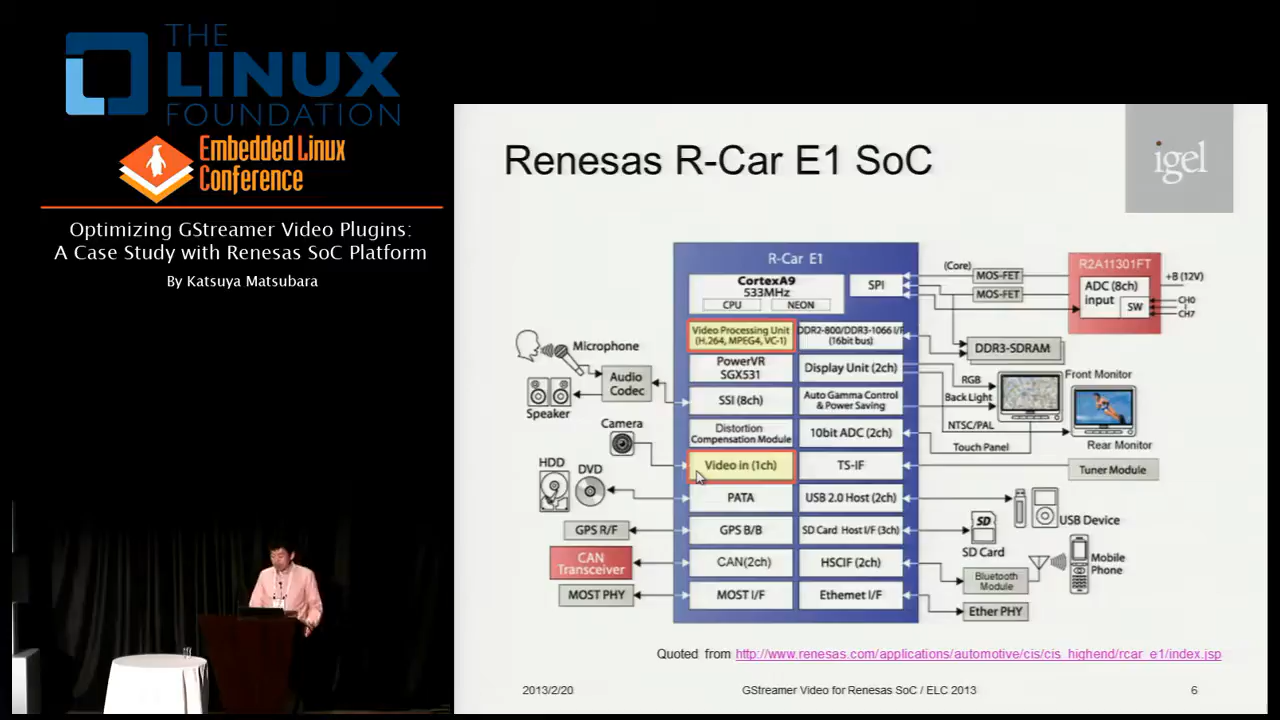 THE
LINUX
FOUNDATION
Embedded Linux
Conference
Optimizing GStreamer Video Plugins:
A Case Study with Renesas SoC Platform
By Katsuya Matsubara
Renesas R-Car E1 SoC
igel
R-Car E1
CortexA9
533MHz
CPU
NEON
SPI
(Core)
MOS-FET
MOS-FET
R2A11301FT
ADC (8ch)
input
SW
+B (12V)
CH0
CH7
Video Processing Unit
(H.264, MPEG4, VC-1)
DDR2-800/DDR3-1066 I/F
(16bit bus)
DDR3-SDRAM
PowerVR
SGX531
Display Unit (2ch)
RGB
Front Monitor
Microphone
Audio
Codec
Speaker
SSI (8ch)
Auto Gamma Control
& Power Saving
Back Light
NTSC/PAL
Camera
Distortion
Compensation Module
10bit ADC (2ch)
Touch Panel
Rear Monitor
Video in (1ch)
TS-IF
Tuner Module
HDD
DVD
PATA
USB 2.0 Host (2ch)
USB Device
GPS R/F
GPS B/B
SD Card Host I/F (3ch)
SD
SD Card
CAN
Transceiver
CAN(2ch)
HSCIF (2ch)
Bluetooth
Module
Mobile
Phone
MOST PHY
MOST I/F
Ethernet I/F
Ether PHY
Quoted from http://www.renesas.com/applications/automotive/cis/cis_highend/rcar_e1/index.jsp
2013/2/20
GStreamer Video for Renesas SoC / ELC 2013
6